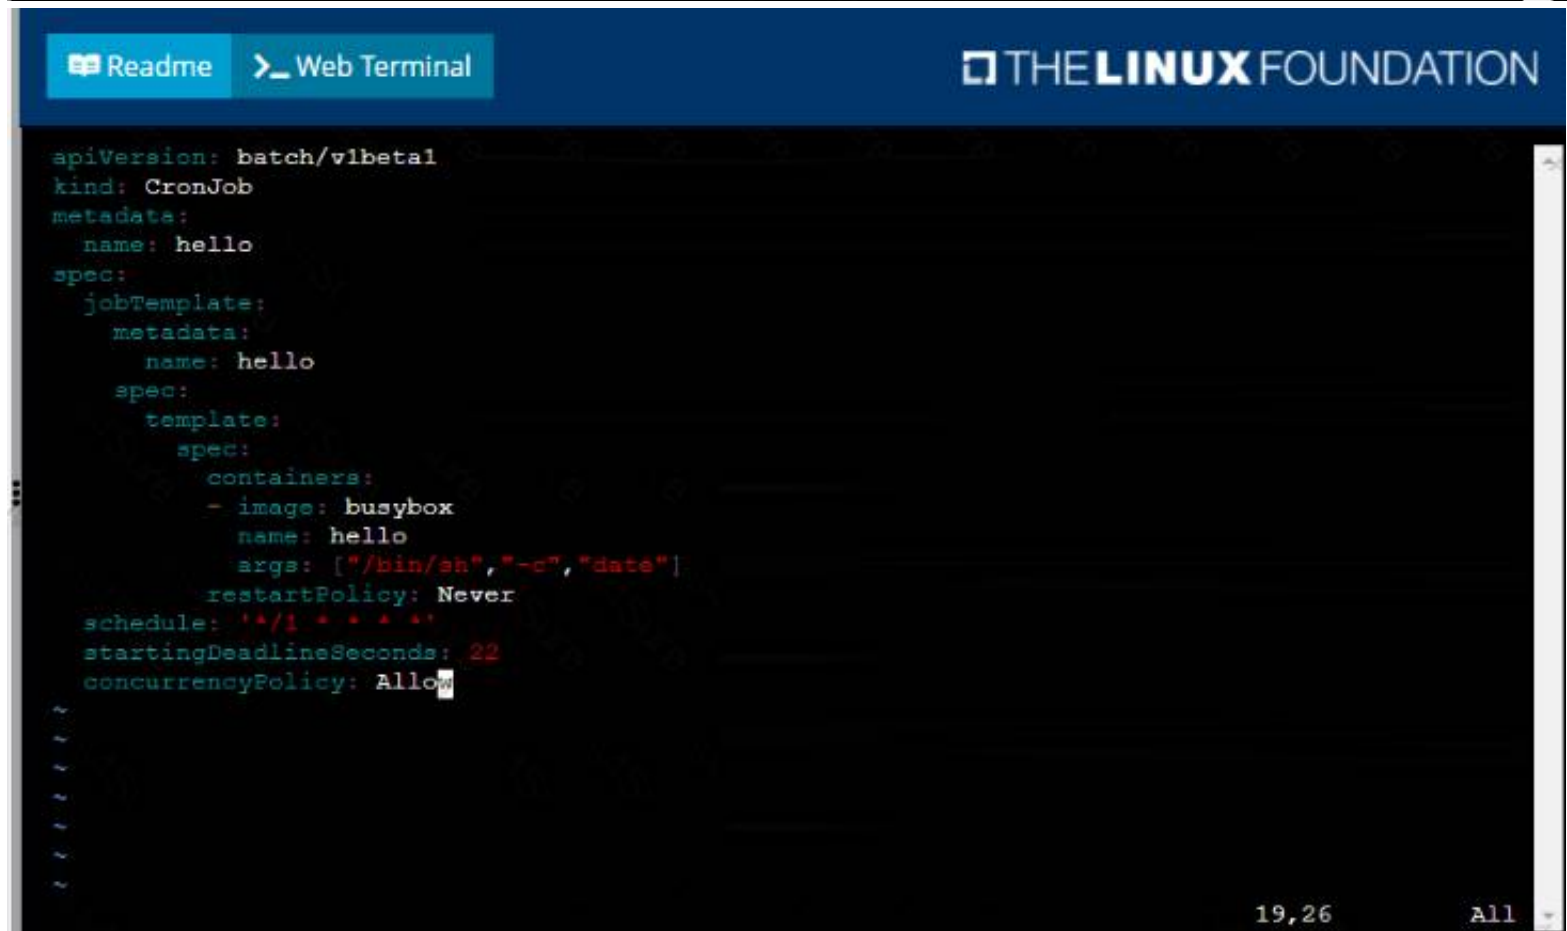 Readme >_ Web Terminal THE LINUX FOUNDATION
apiVersion: batch/v1beta1
kind: CronJob
metadata:
  name: hello
spec:
  jobTemplate:
    metadata:
      name: hello
    spec:
      template:
        spec:
          containers:
          - image: busybox
            name: hello
            args: ["/bin/sh","-c","date"]
          restartPolicy: Never
  schedule: '*/1 * * * *'
  startingDeadlineSeconds: 22
  concurrencyPolicy: Allow
~
~
~
~
~
~
~
19,26 All